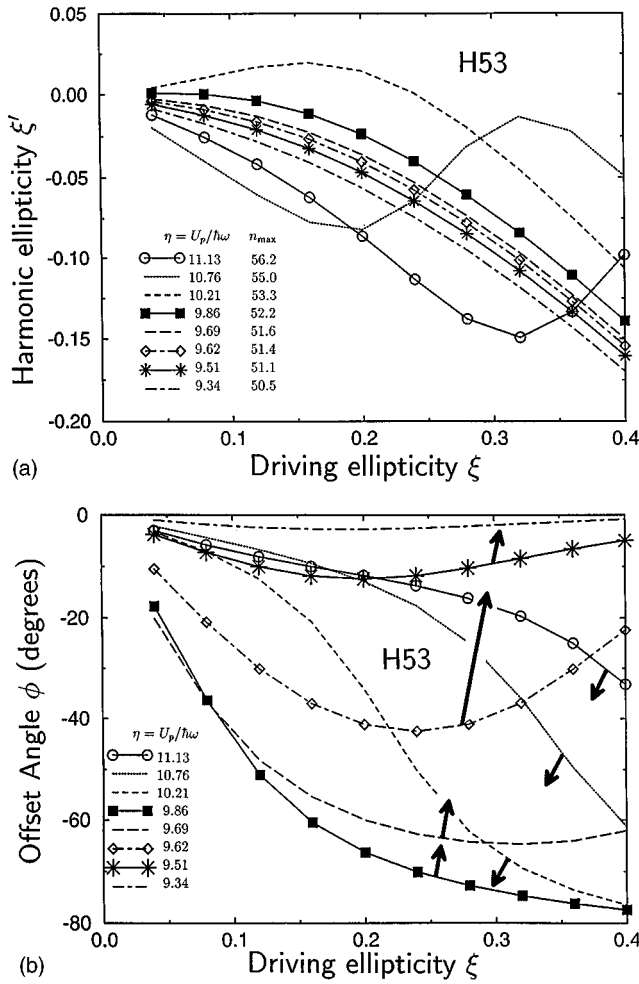 0.05
0.00
-0.05
-0.10
-0.15
-0.20
Harmonic ellipticity ξ′
H53
η = Uₚ/ℏω nmax
11.13 56.2
10.76 55.0
10.21 53.3
9.86 52.2
9.69 51.6
9.62 51.4
9.51 51.1
9.34 50.5
0.0 0.1 0.2 0.3 0.4
(a) Driving ellipticity ξ
0
-20
-40
-60
-80
Offset Angle ϕ (degrees)
H53
η = Uₚ/ℏω
11.13
10.76
10.21
9.86
9.69
9.62
9.51
9.34
0.0 0.1 0.2 0.3 0.4
(b) Driving ellipticity ξ